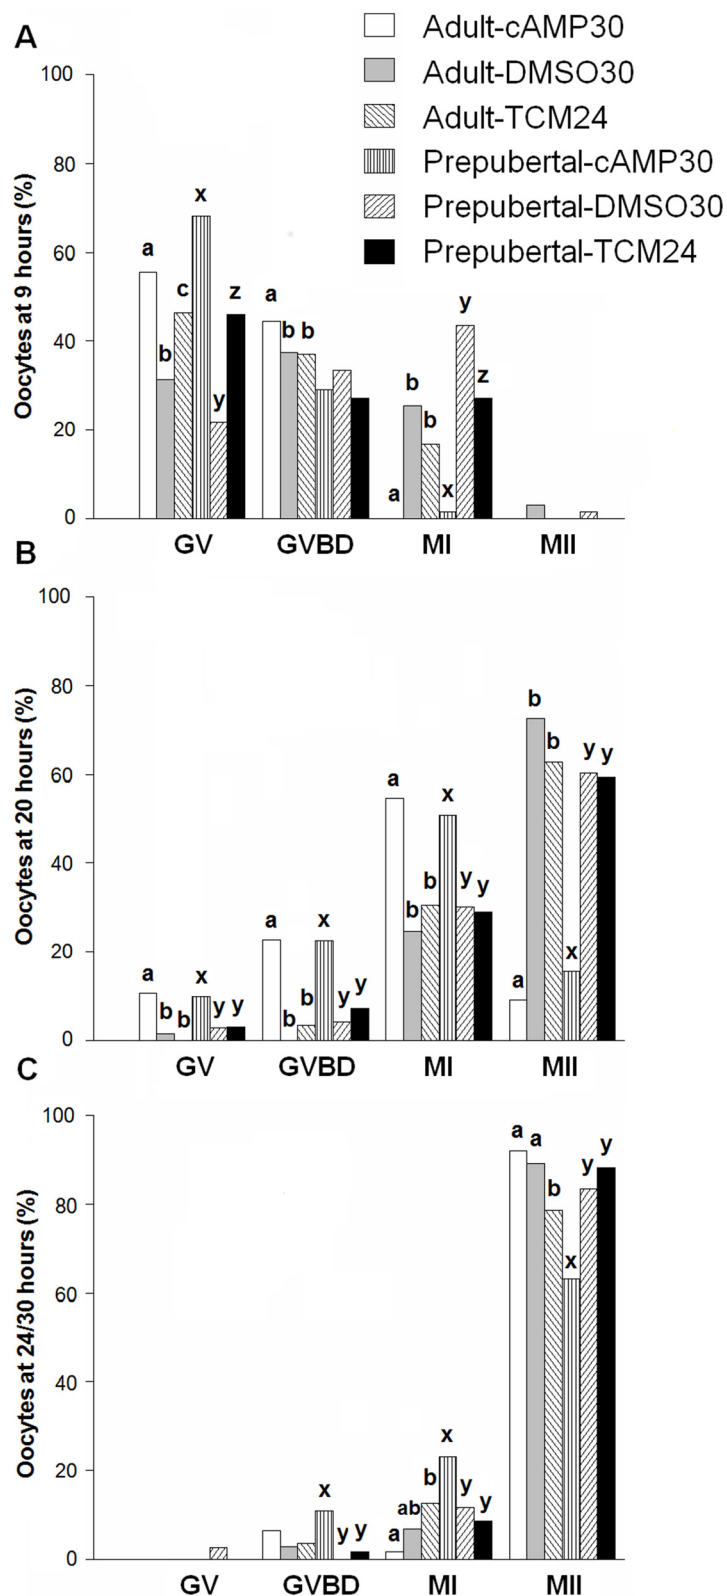 A
Adult-cAMP30
Adult-DMSO30
Adult-TCM24
Prepubertal-cAMP30
Prepubertal-DMSO30
Prepubertal-TCM24
Oocytes at 9 hours (%)
100
80
60
40
20
0
a b c x y z
a b b
a b b x y z
GV GVBD MI MII
B
Oocytes at 20 hours (%)
100
80
60
40
20
0
a b b x y y
a b b x y y
a b b x y y
a b b x y y
GV GVBD MI MII
C
Oocytes at 24/30 hours (%)
100
80
60
40
20
0
x y y
a ab b x y y
a a b x y y
GV GVBD MI MII